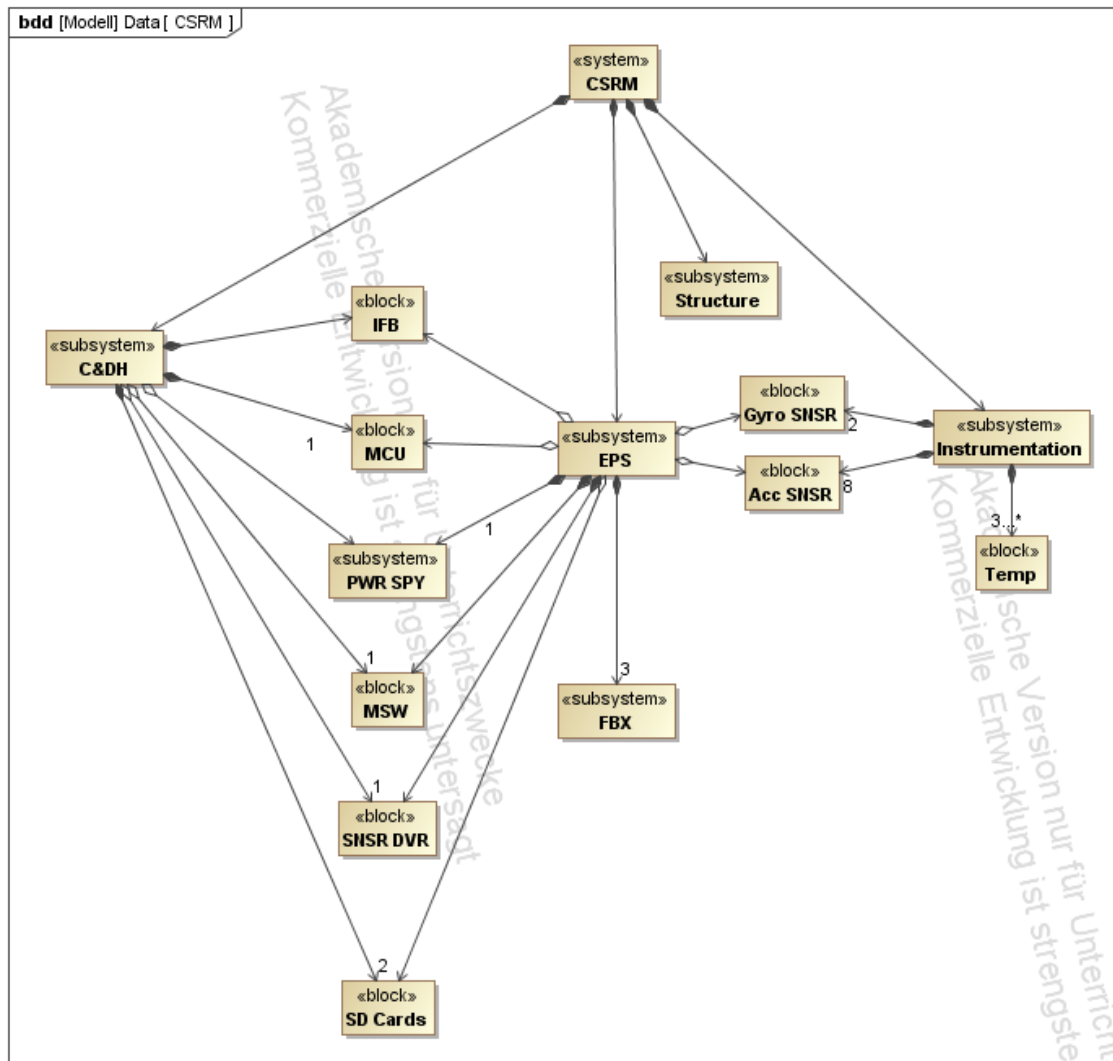 bdd [Modell] Data [ CSRM ]
«system»
CSRM
«subsystem»
Structure
«block»
IFB
«subsystem»
C&DH
«block»
MCU
1
«subsystem»
EPS
«block»
Gyro SNSR
2
«block»
Acc SNSR
8
«subsystem»
Instrumentation
3...*
«block»
Temp
1
«subsystem»
PWR SPY
1
«block»
MSW
3
«subsystem»
FBX
1
«block»
SNSR DVR
2
«block»
SD Cards
Akademische Version für Unterrichtszwecke
Kommerzielle Entwicklung ist strengstens untersagt
Akademische Version nur für Unterrich
Kommerzielle Entwicklung ist strengste